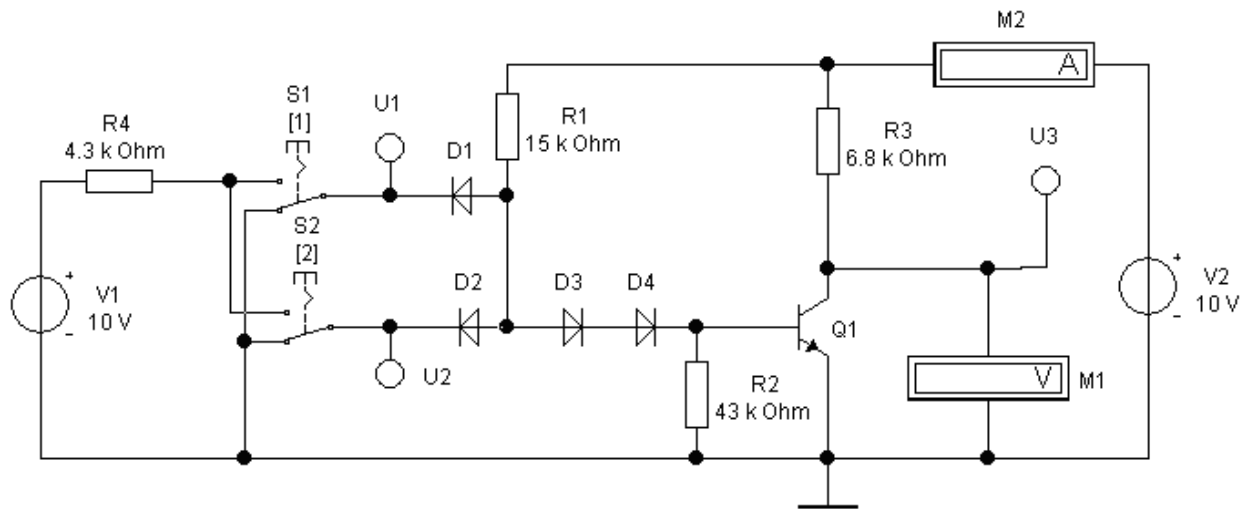 M2
A
S1
[1]
U1
R4
4.3 k Ohm
D1
R1
15 k Ohm
R3
6.8 k Ohm
U3
S2
[2]
+
V1
10 V
-
D2
D3
D4
U2
Q1
R2
43 k Ohm
V
M1
+
V2
10 V
-